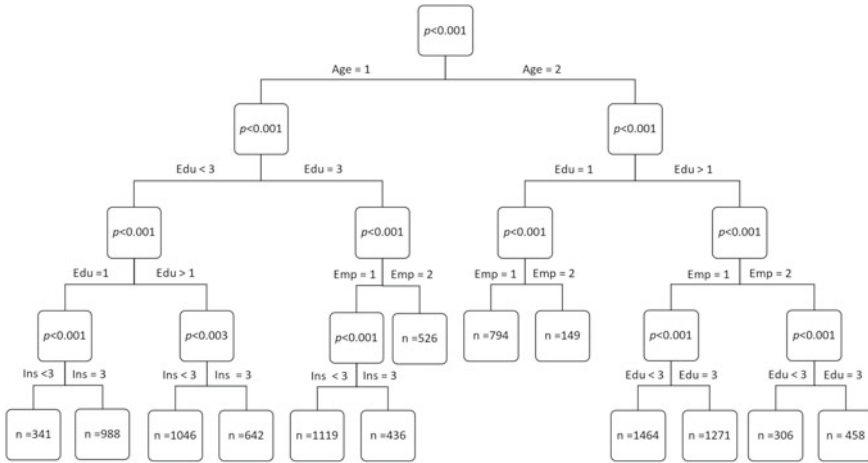 p<0.001
Age = 1 Age = 2
p<0.001 p<0.001
Edu < 3 Edu = 3 Edu = 1 Edu > 1
p<0.001 p<0.001 p<0.001 p<0.001
Edu =1 Edu > 1 Emp = 1 Emp = 2 Emp = 1 Emp = 2 Emp = 1 Emp = 2
p<0.001 p<0.003 p<0.001 n =526 n =794 n =149 p<0.001 p<0.001
Ins <3 Ins = 3 Ins < 3 Ins = 3 Ins < 3 Ins = 3 Edu < 3 Edu = 3 Edu < 3 Edu = 3
n =341 n =988 n =1046 n =642 n =1119 n =436 n =1464 n =1271 n =306 n =458